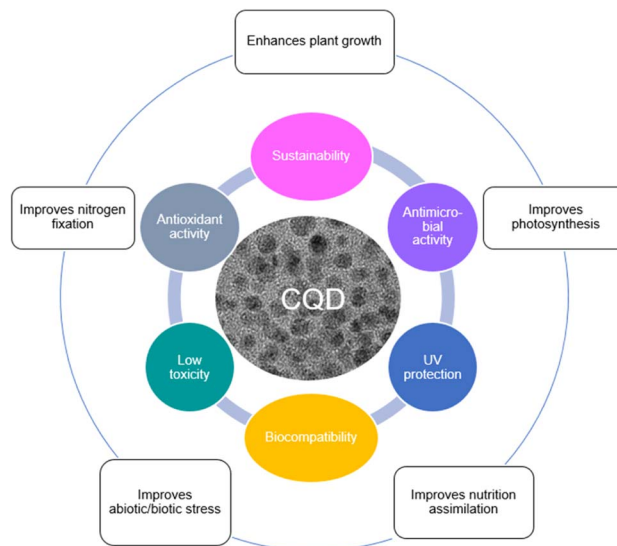 Enhances plant growth
Sustainability
Improves nitrogen
fixation
Antioxidant
activity
Antimicro-
bial
activity
Improves
photosynthesis
CQD
Low
toxicity
UV
protection
Biocompatibility
Improves
abiotic/biotic stress
Improves nutrition
assimilation